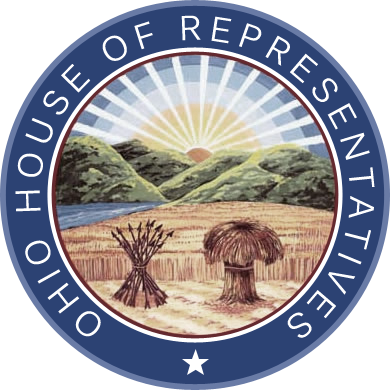 OHIO HOUSE OF REPRESENTATIVES